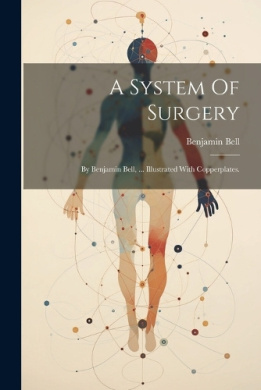 A System Of
Surgery
Benjamin Bell
By Benjamin Bell, ... Illustrated With Copperplates.